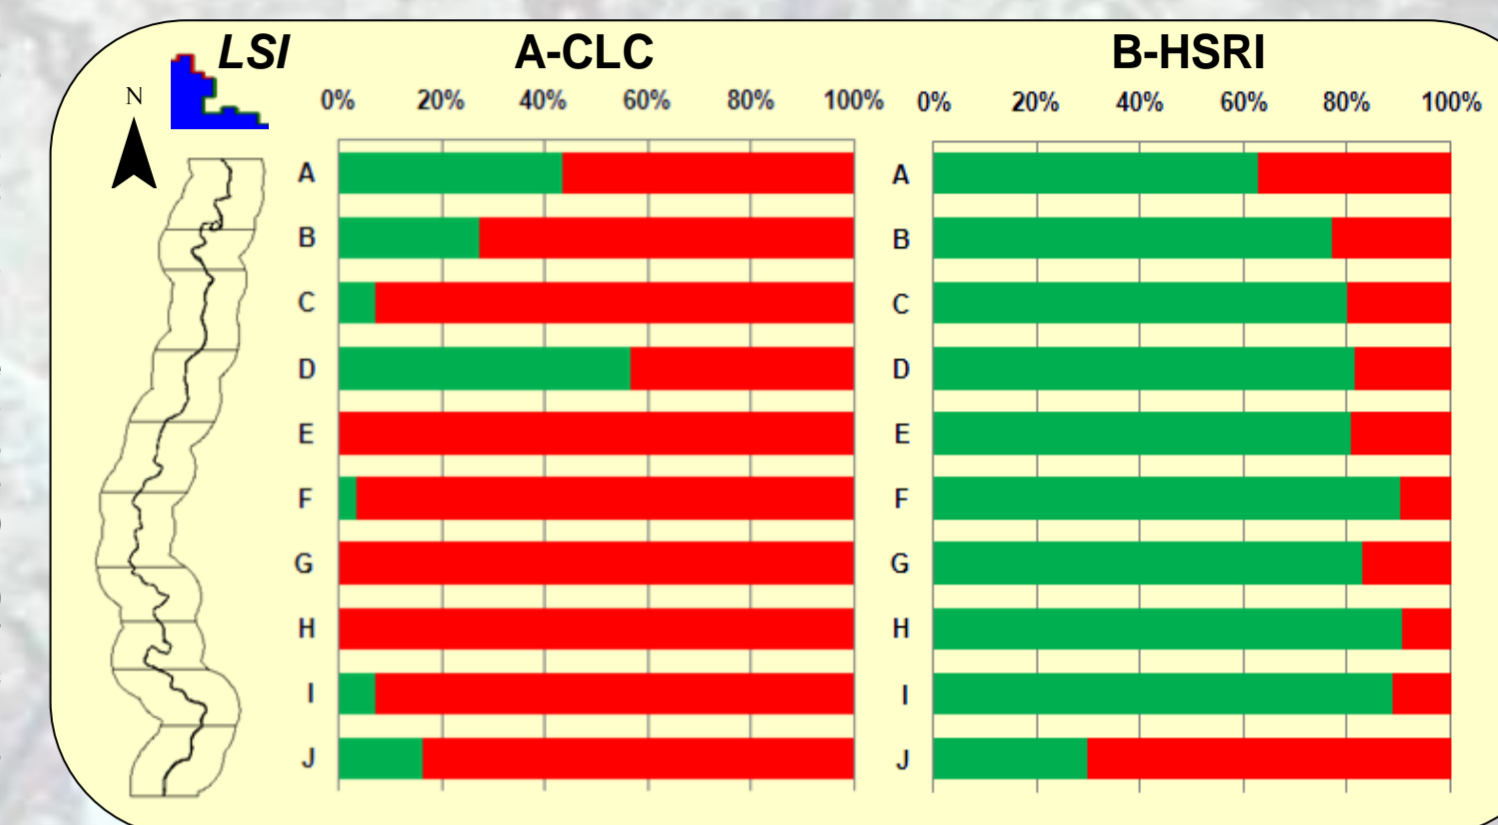 LSI A-CLC B-HSRI
N
0% 20% 40% 60% 80% 100% 0% 20% 40% 60% 80% 100%
A A
B B
C C
D D
E E
F F
G G
H H
I I
J J